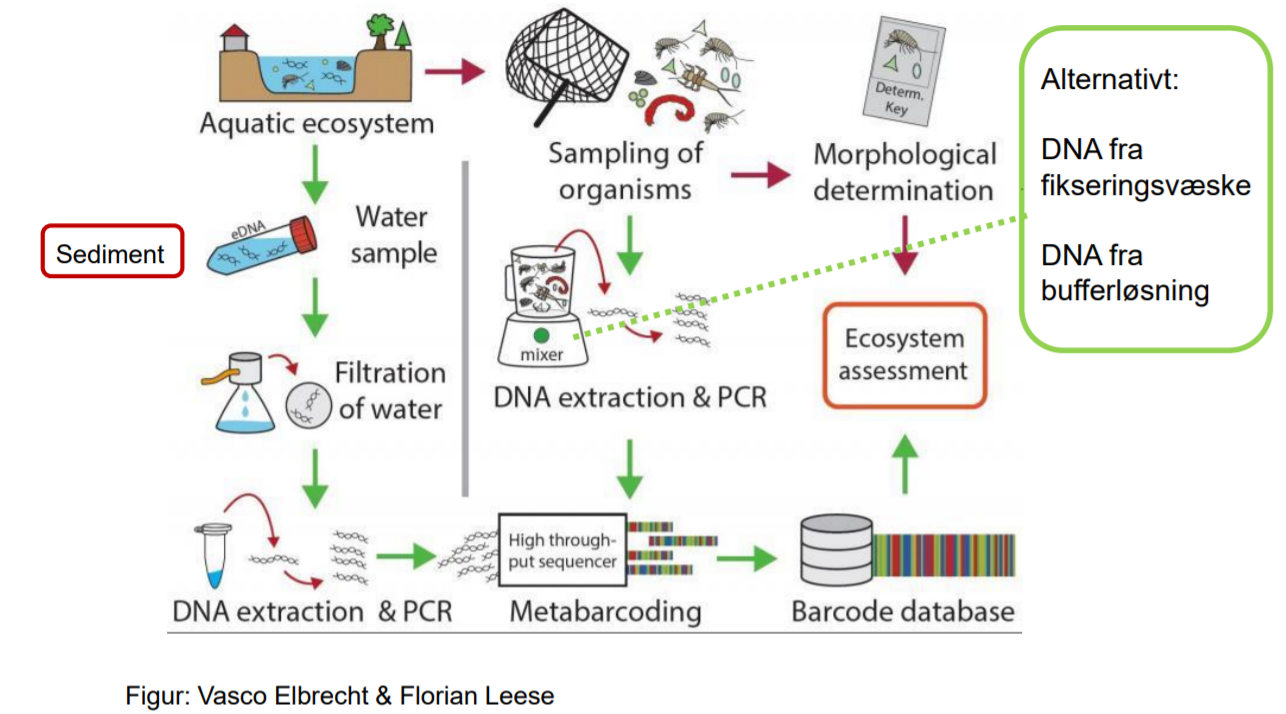 Aquatic ecosystem
Sampling of
organisms
Determ.
Key
Morphological
determination
Alternativt:
DNA fra
fikseringsvæske
DNA fra
bufferløsning
Sediment
eDNA
Water
sample
mixer
DNA extraction & PCR
Ecosystem
assessment
Filtration
of water
DNA extraction & PCR
High through-
put sequencer
Metabarcoding
Barcode database
Figur: Vasco Elbrecht & Florian Leese